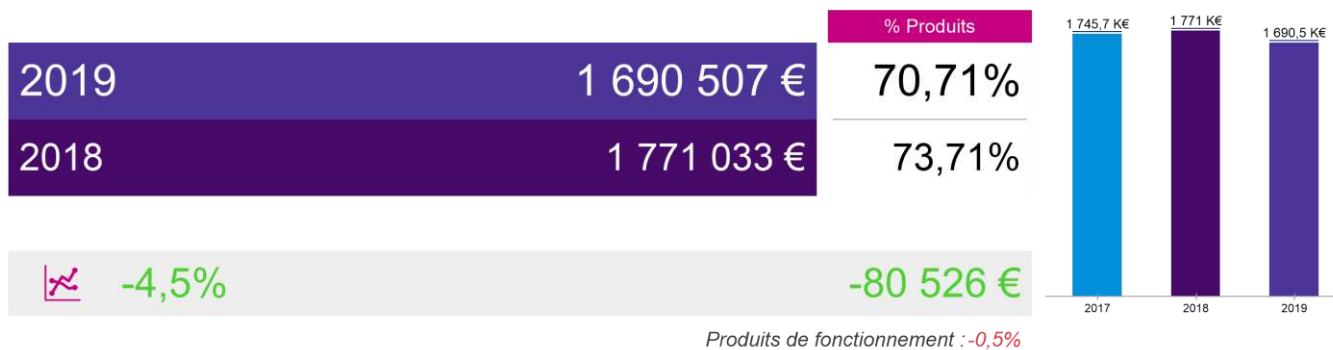 % Produits
2019 1 690 507 € 70,71%
2018 1 771 033 € 73,71%
-4,5% -80 526 €
Produits de fonctionnement : -0,5%
1 745,7 K€ 1 771 K€ 1 690,5 K€
2017 2018 2019